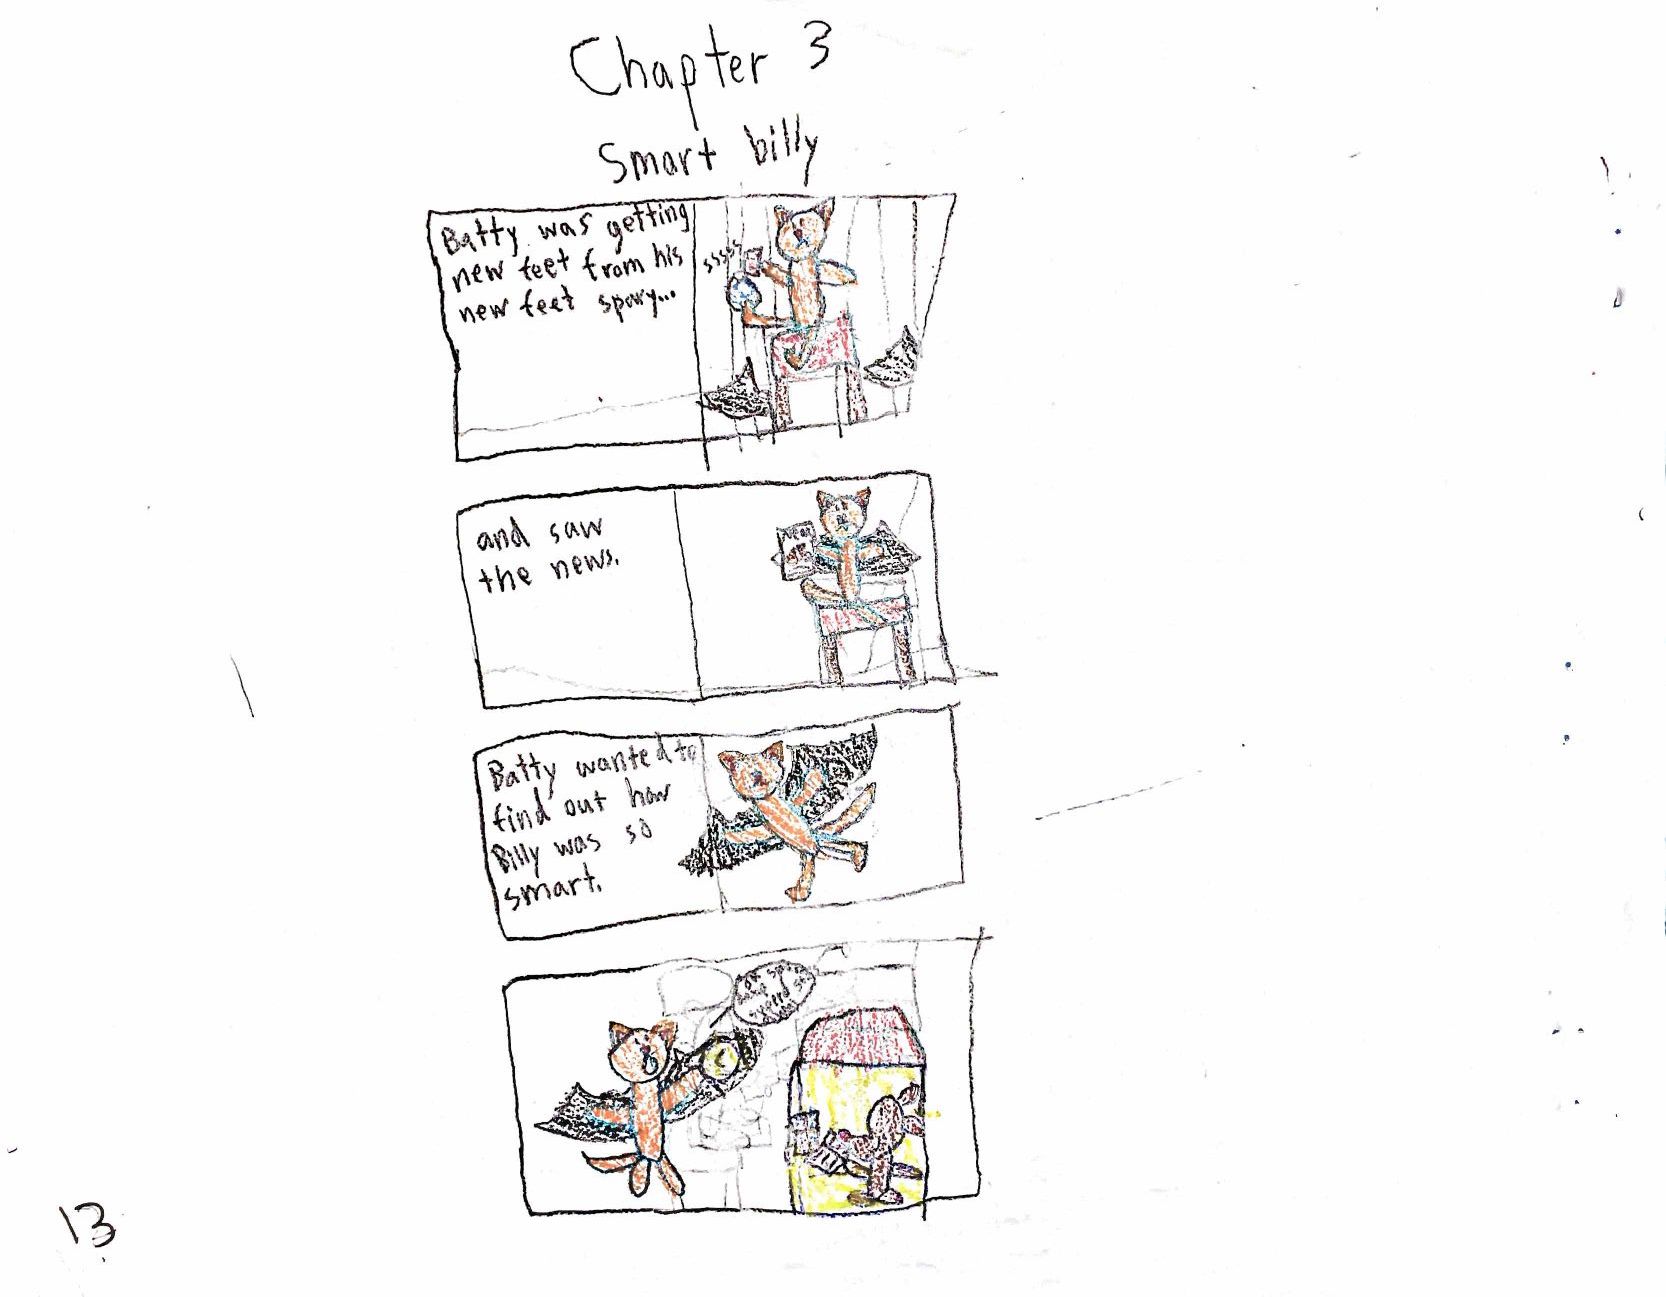 Chapter 3
Smart billy
Batty was getting
new feet from his
new feet spary...
sssss
and saw
the news.
Batty wanted to
find out how
Billy was so
smart.
13